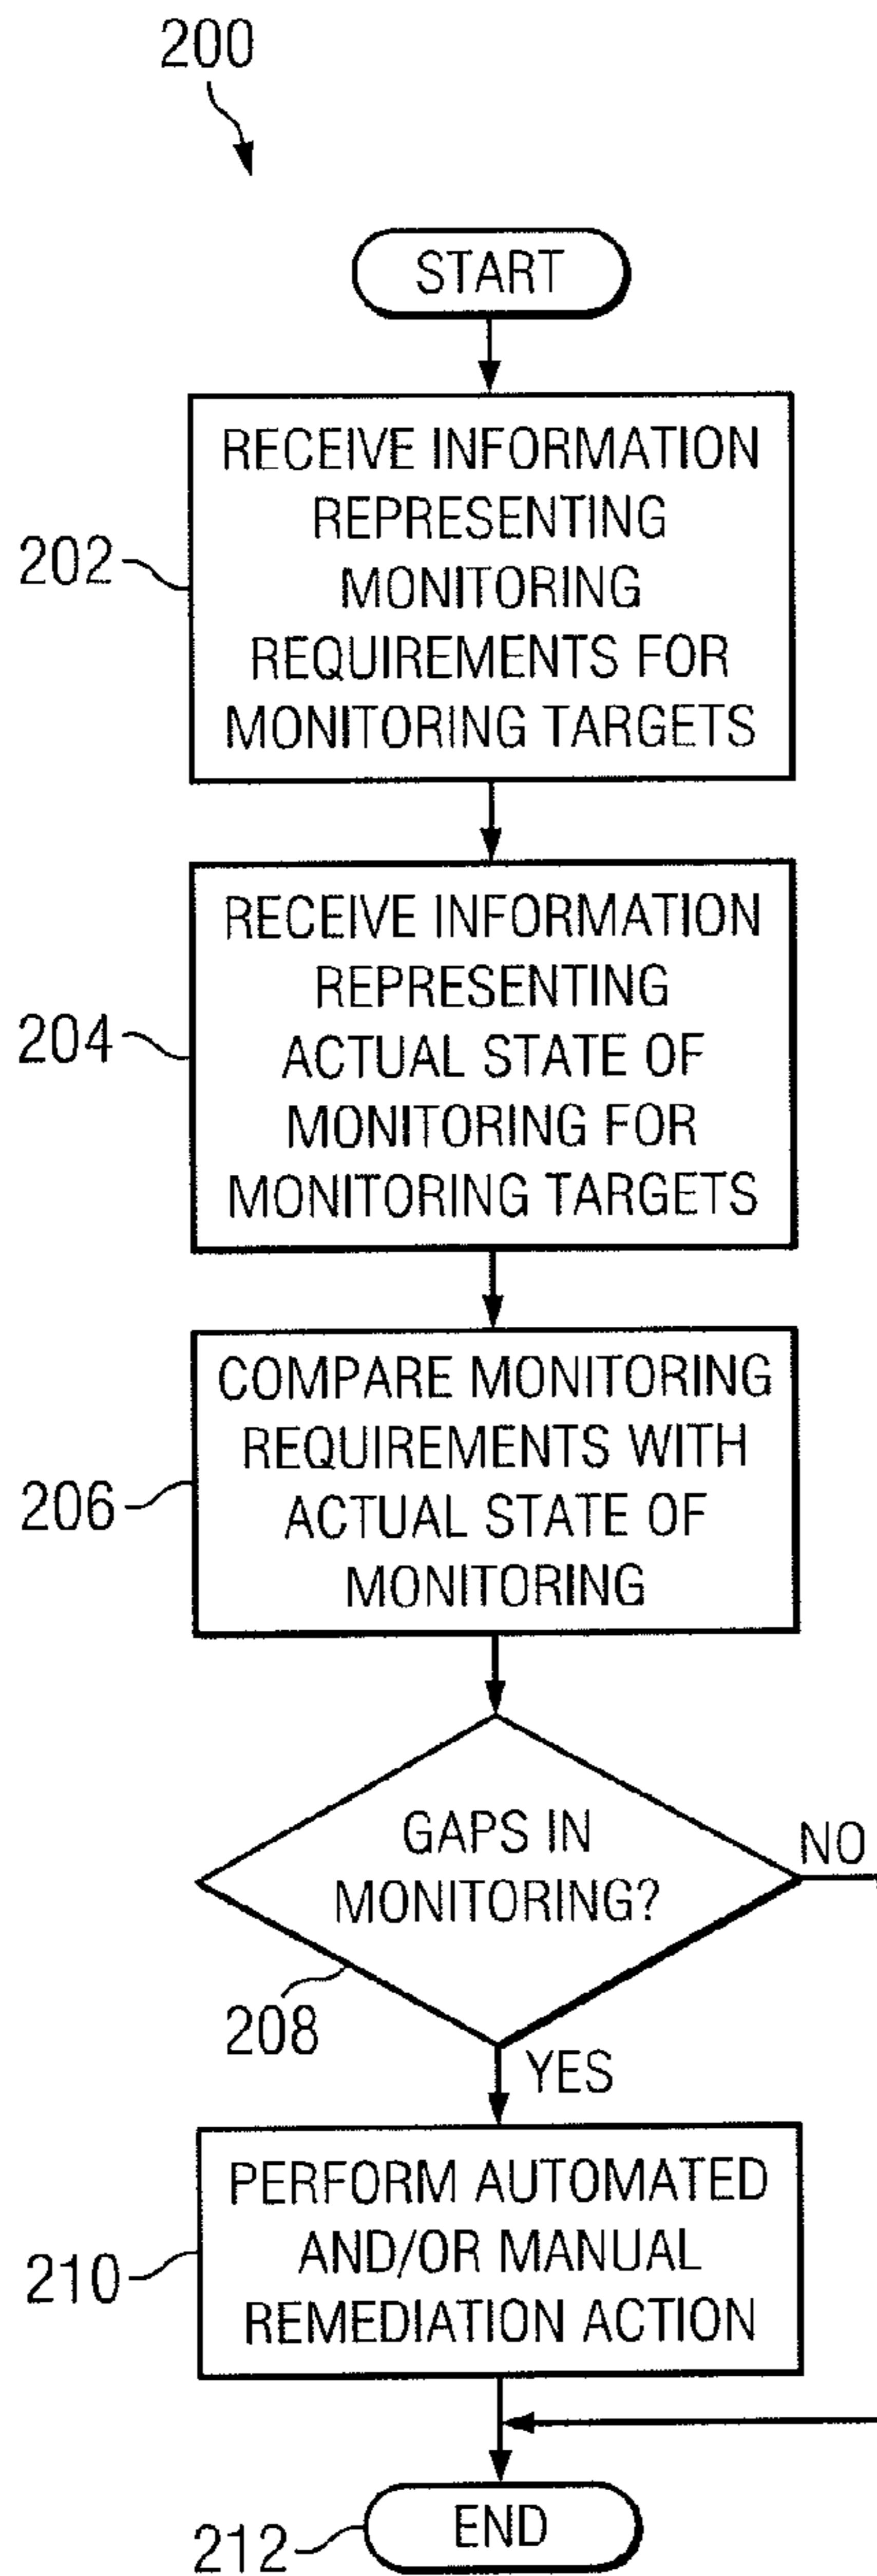 200
START
RECEIVE INFORMATION
REPRESENTING
MONITORING
REQUIREMENTS FOR
MONITORING TARGETS
202
RECEIVE INFORMATION
REPRESENTING
ACTUAL STATE OF
MONITORING FOR
MONITORING TARGETS
204
COMPARE MONITORING
REQUIREMENTS WITH
ACTUAL STATE OF
MONITORING
206
GAPS IN
MONITORING?
NO
208
YES
PERFORM AUTOMATED
AND/OR MANUAL
REMEDIATION ACTION
210
END
212